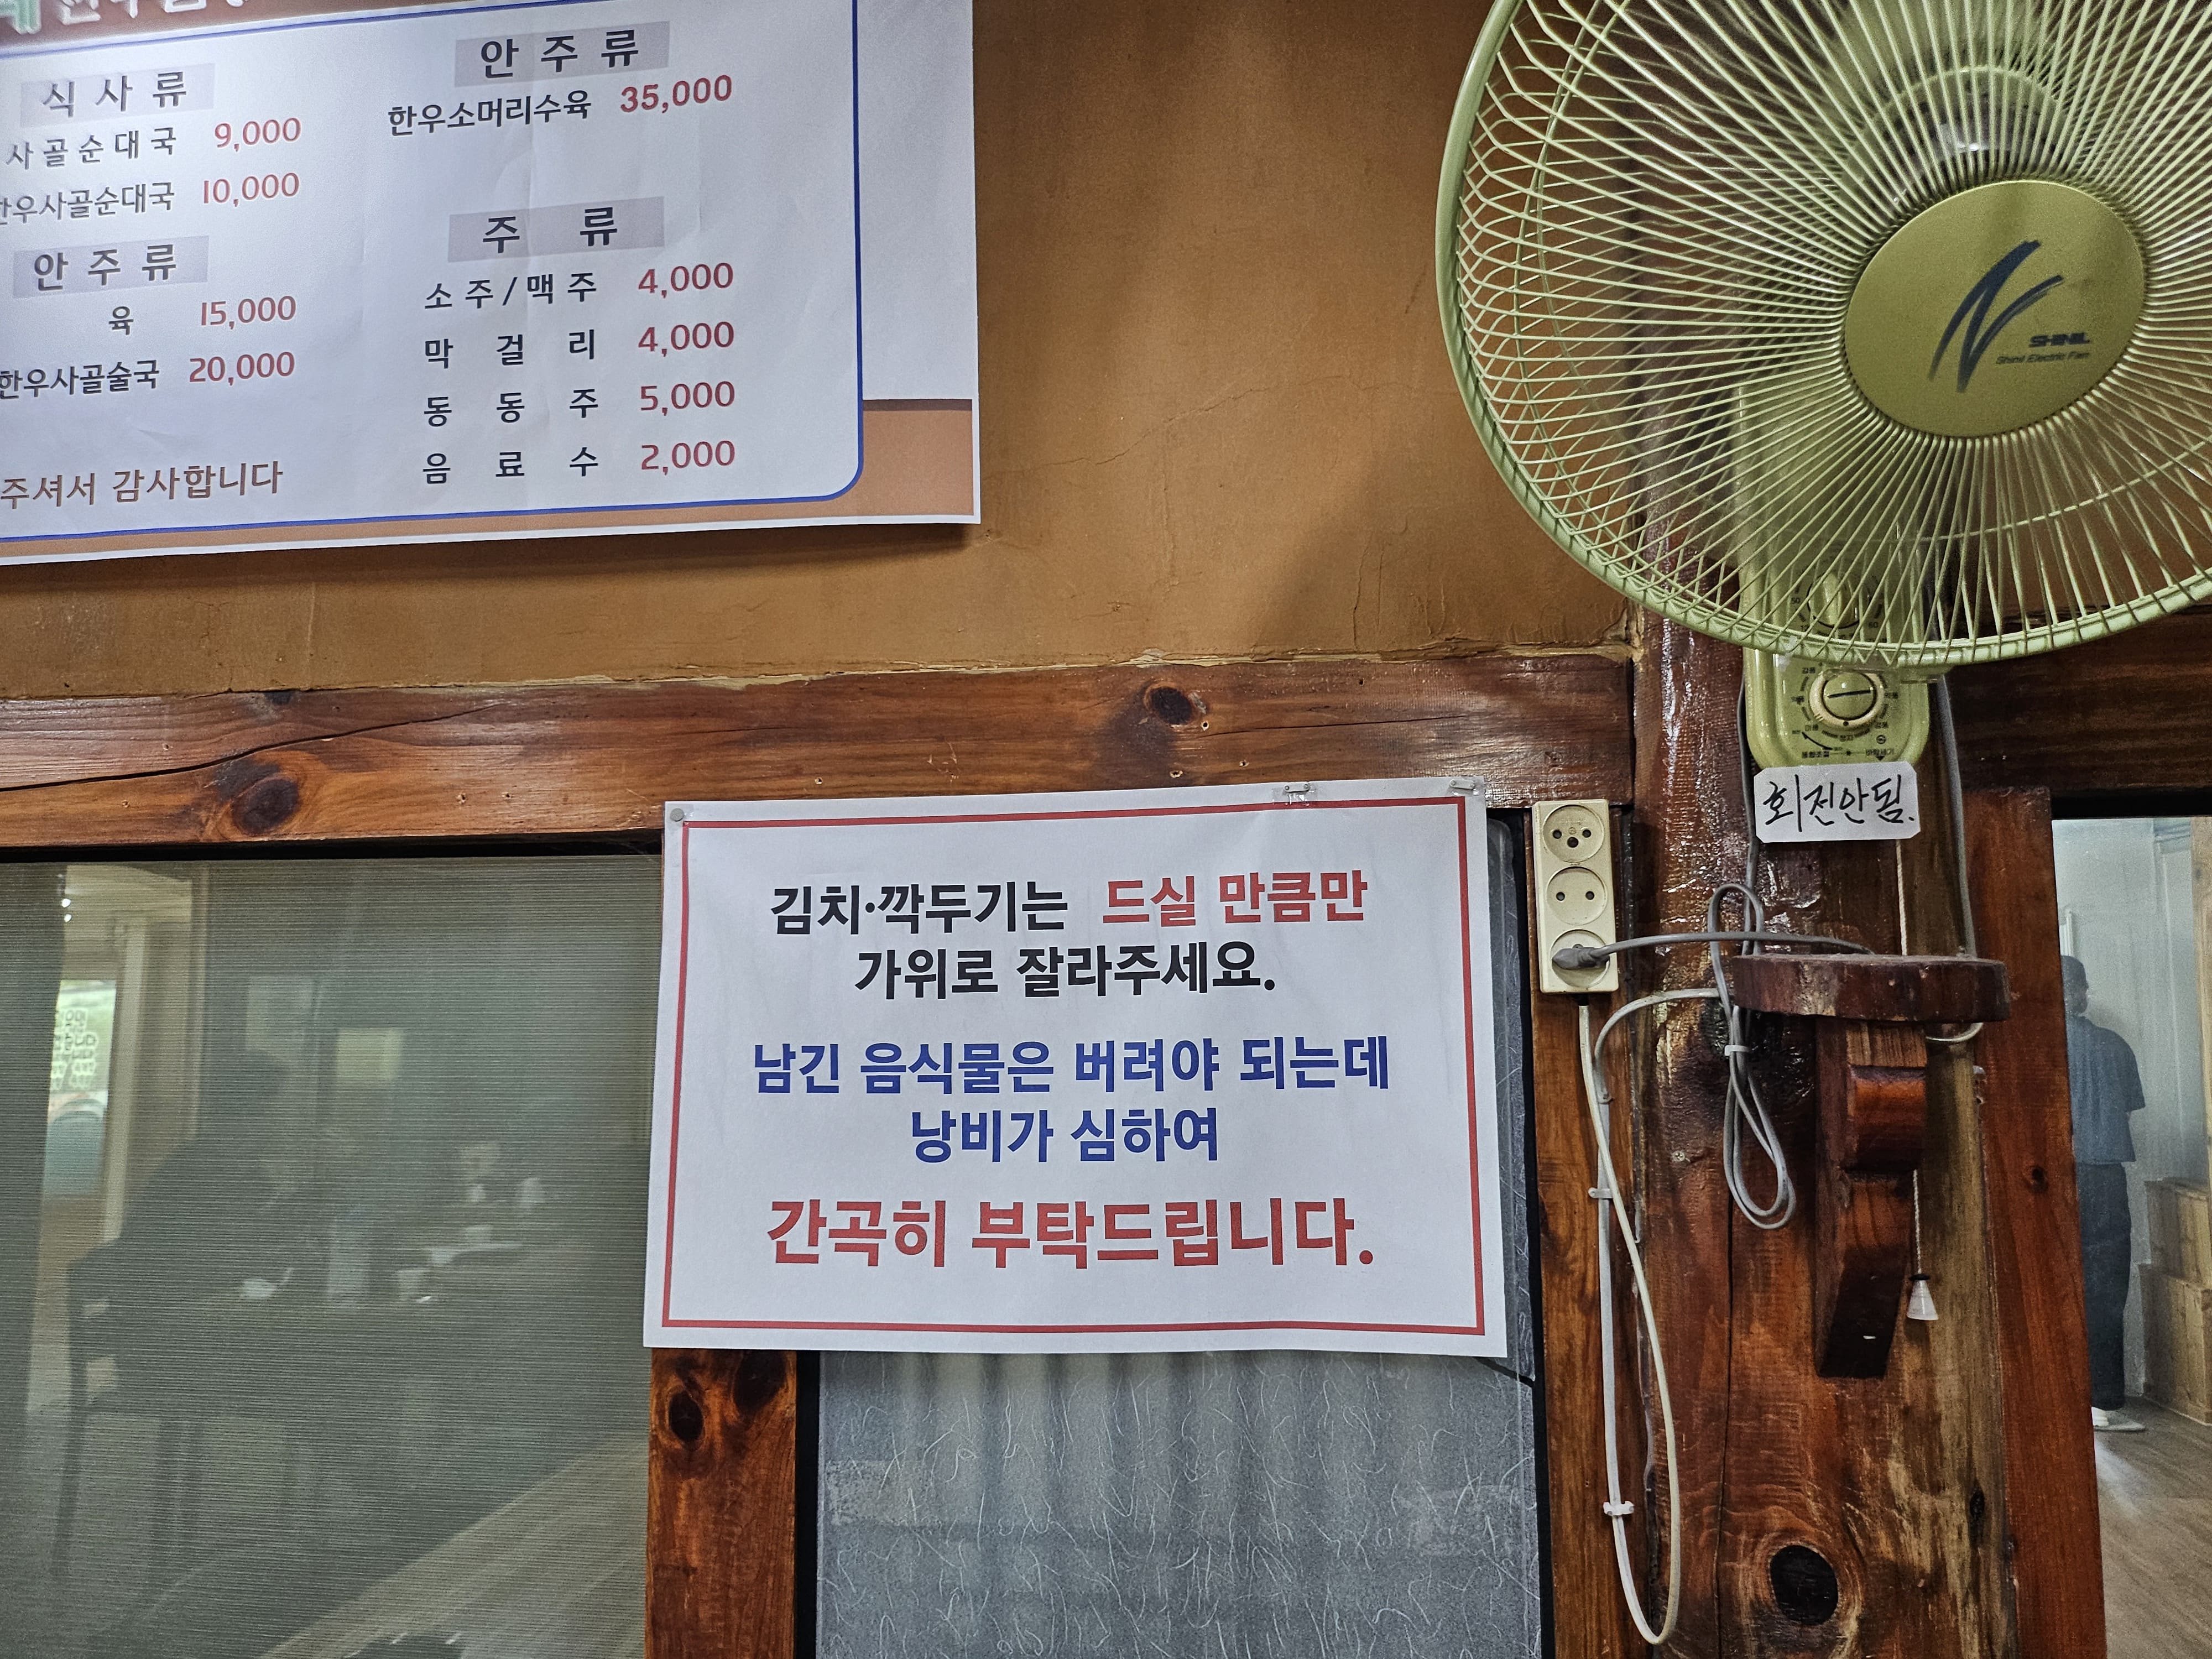 식사류
사골순대국 9,000
한우사골순대국 10,000
안주류
육 15,000
한우사골술국 20,000
주셔서 감사합니다
안주류
한우소머리수육 35,000
주류
소주/맥주 4,000
막걸리 4,000
동동주 5,000
음료수 2,000
SHINIL
Shinil Electric Fan
회전안됨.
김치·깍두기는 드실 만큼만
가위로 잘라주세요.
남긴 음식물은 버려야 되는데
낭비가 심하여
간곡히 부탁드립니다.